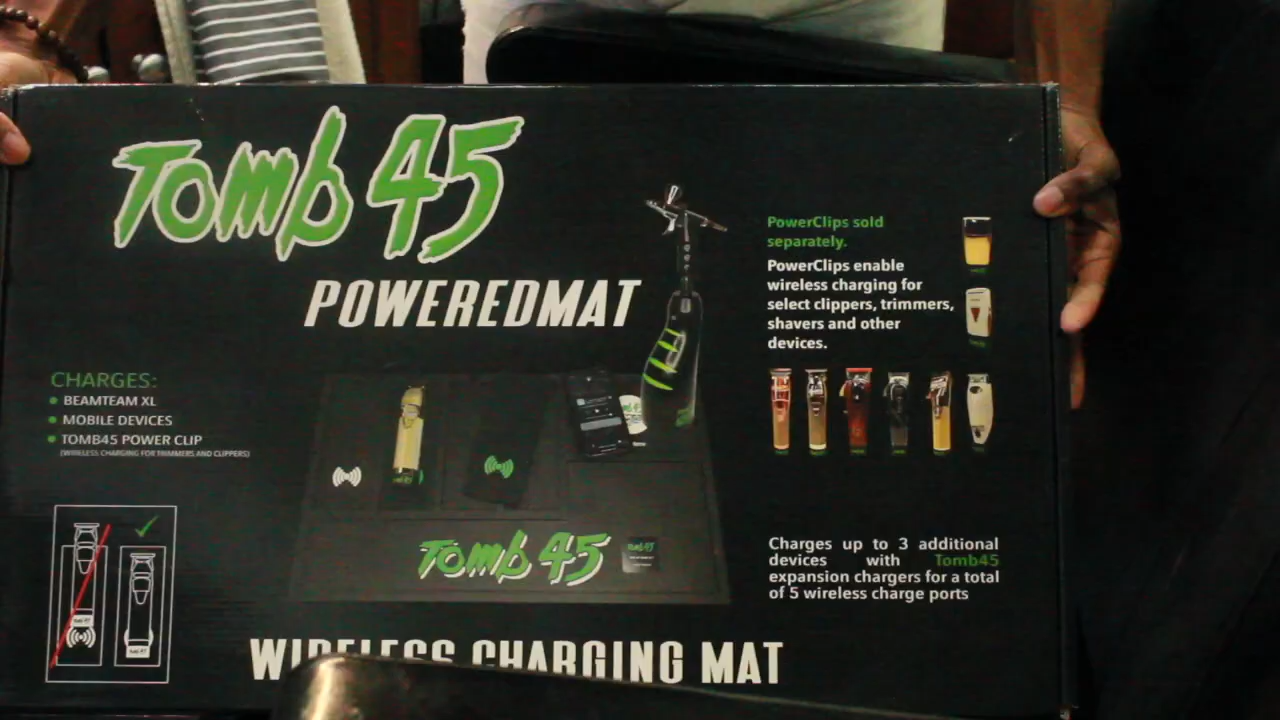 Tomb 45
POWEREDMAT
PowerClips sold
separately.
PowerClips enable
wireless charging for
select clippers, trimmers,
shavers and other
devices.
CHARGES:
BEAMTEAM XL
MOBILE DEVICES
TOMB45 POWER CLIP
(WIRELESS CHARGING FOR TRIMMERS AND CLIPPERS)
Tomb 45
Charges up to 3 additional
devices with Tomb45
expansion chargers for a total
of 5 wireless charge ports
WIRELESS CHARGING MAT